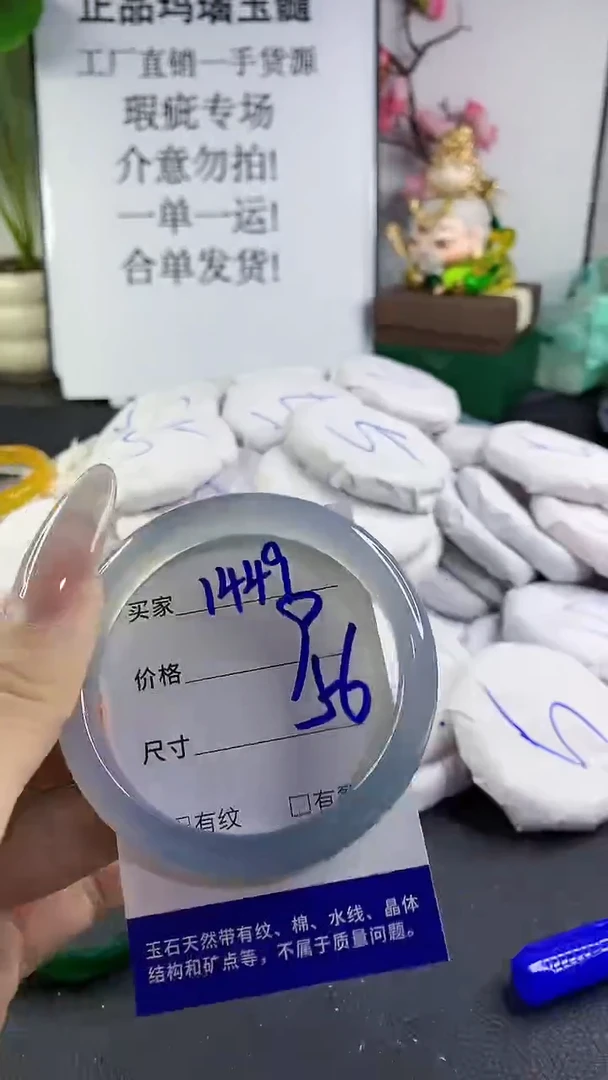 正品玛瑙玉髓
工厂直销一手货源
瑕疵专场
介意勿拍!
一单一运!
合单发货!
买家 1449
价格
尺寸 56
□有纹 □有裂
玉石天然带有纹、棉、水线、晶体
结构和矿点等，不属于质量问题。